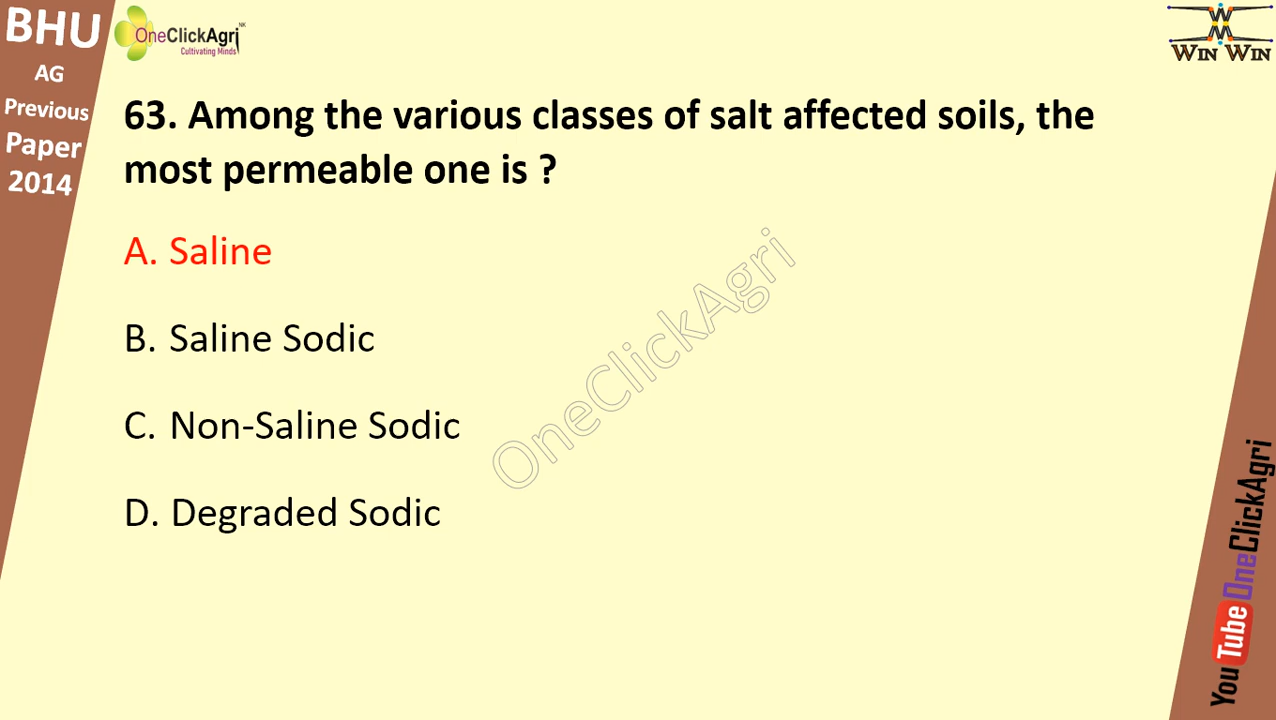 BHU
AG
Previous
Paper
2014
OneClickAgri
NK
Cultivating Minds
WIN WIN
63. Among the various classes of salt affected soils, the
most permeable one is ?
A. Saline
B. Saline Sodic
C. Non-Saline Sodic
D. Degraded Sodic
OneClickAgri
YouTube OneClickAgri